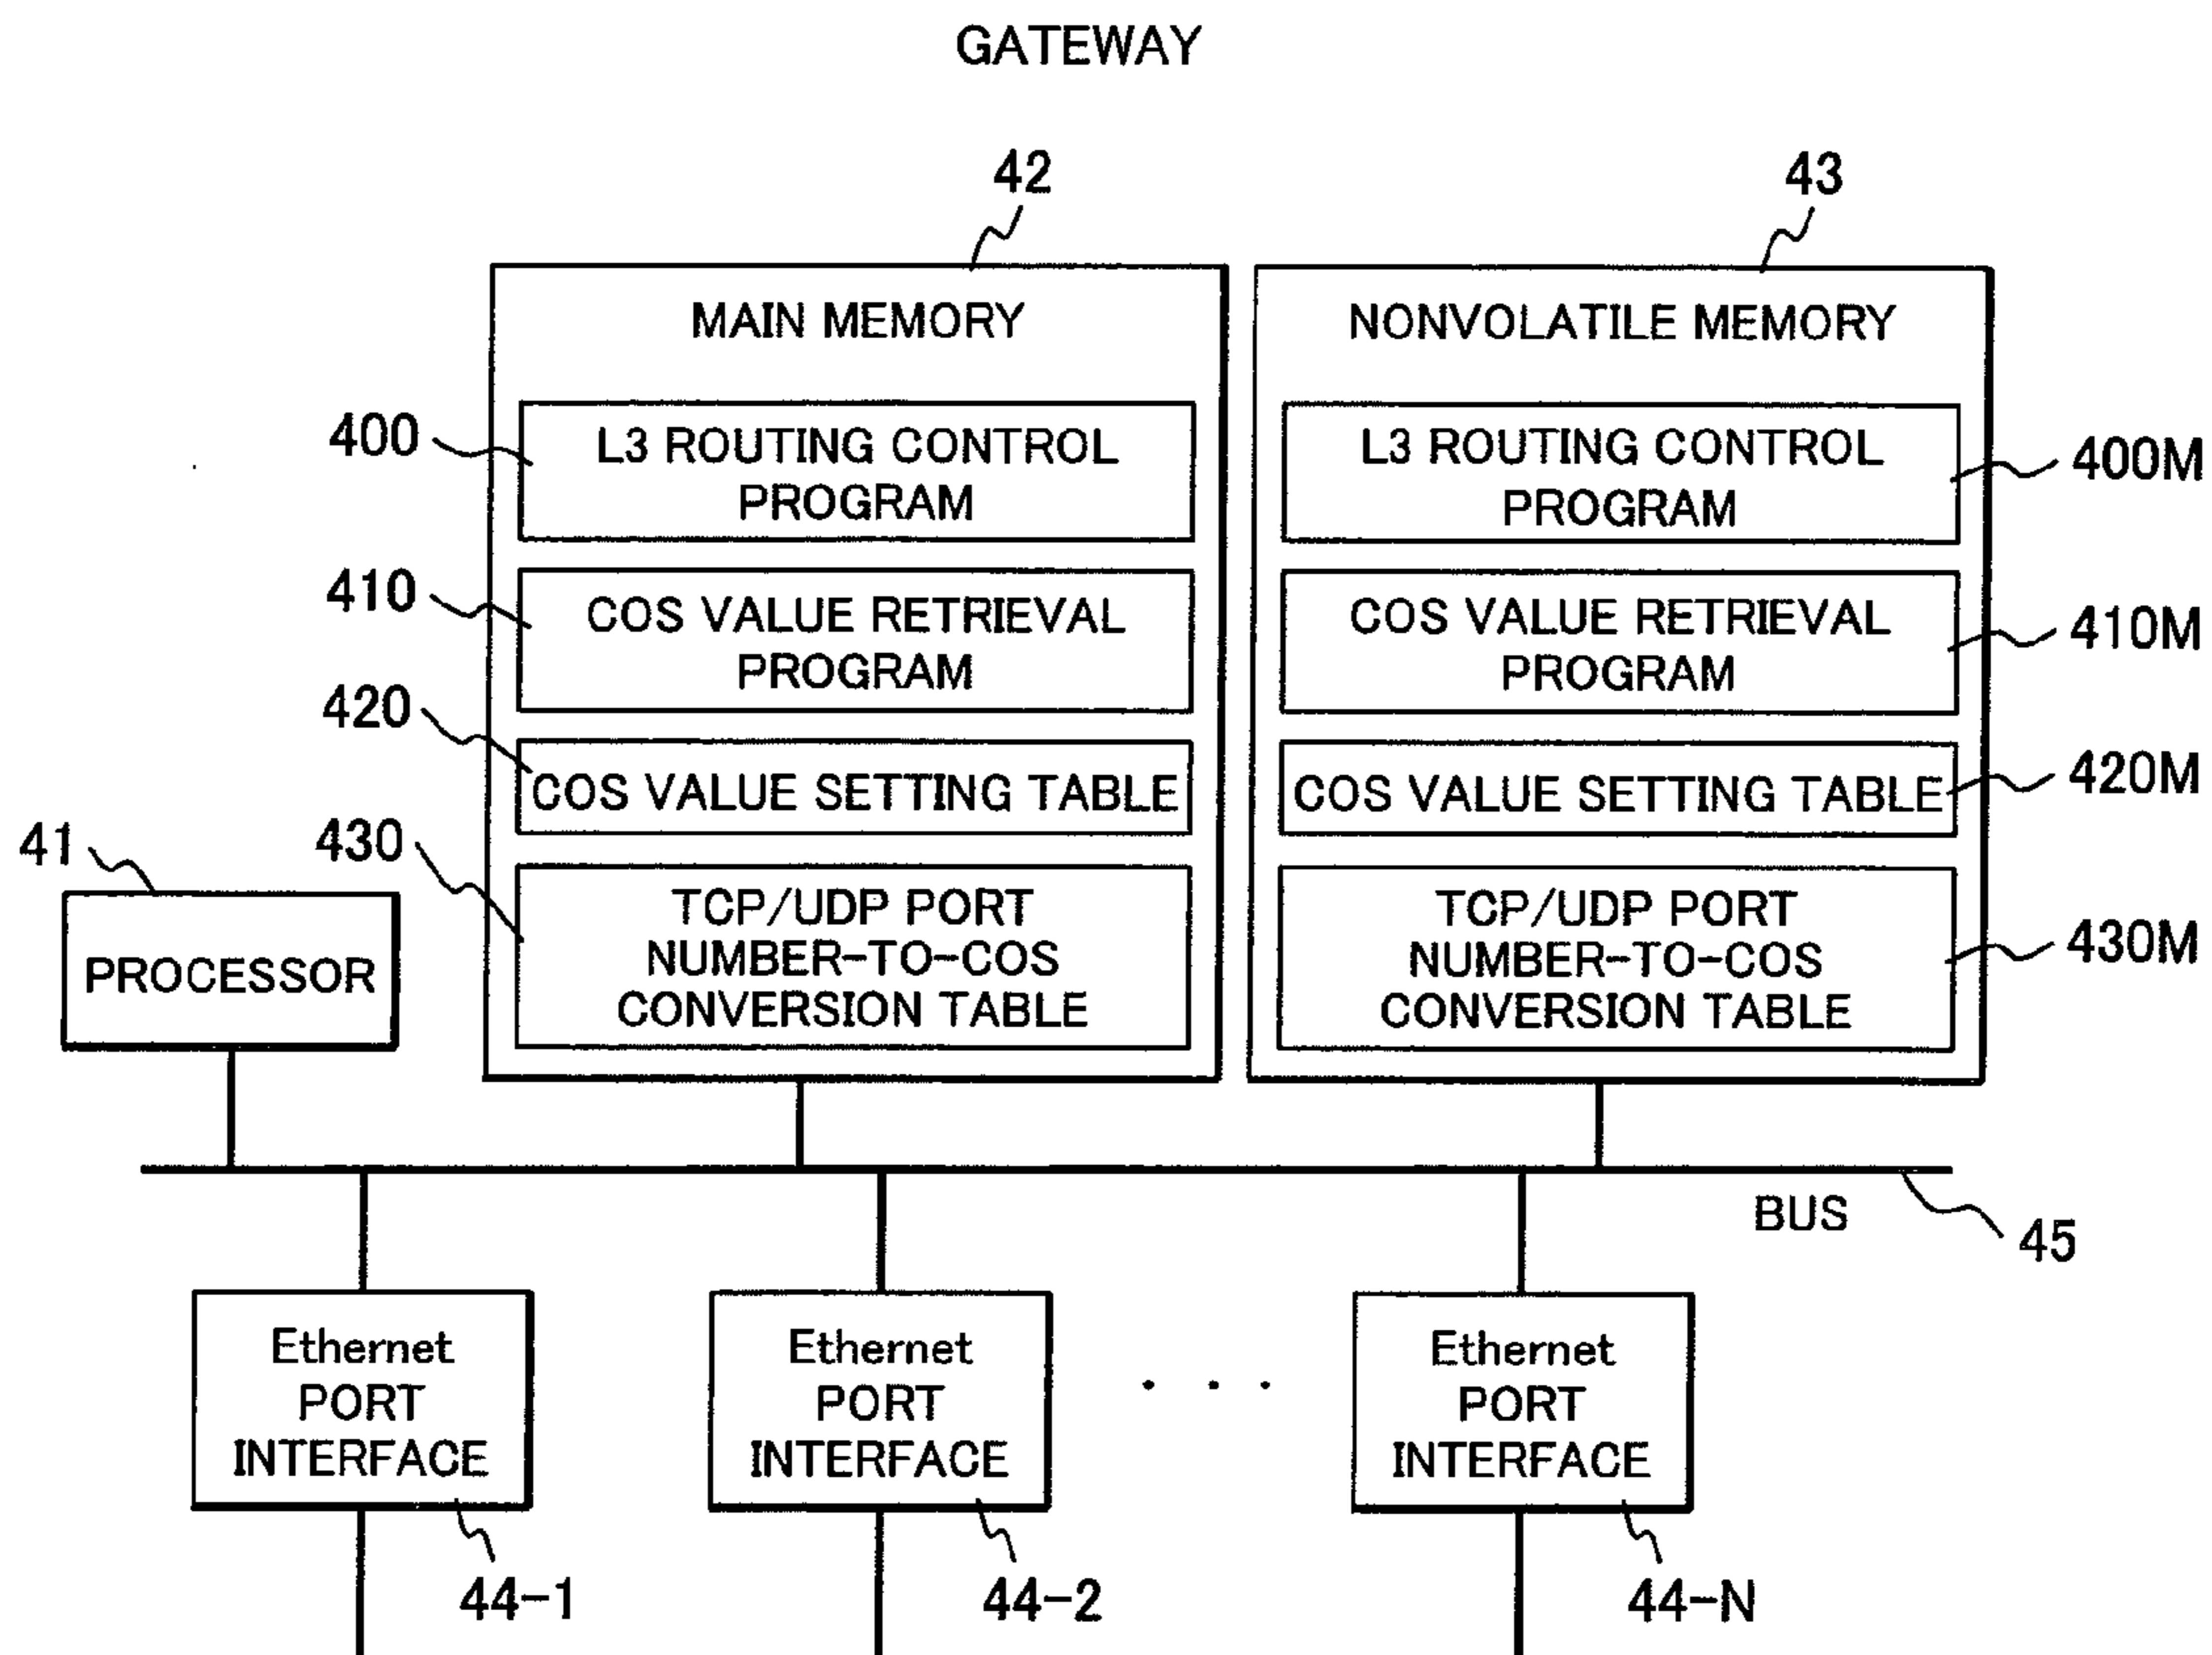 GATEWAY
42
43
MAIN MEMORY
NONVOLATILE MEMORY
400
L3 ROUTING CONTROL
PROGRAM
L3 ROUTING CONTROL
PROGRAM
400M
410
COS VALUE RETRIEVAL
PROGRAM
COS VALUE RETRIEVAL
PROGRAM
410M
420
COS VALUE SETTING TABLE
COS VALUE SETTING TABLE
420M
41
PROCESSOR
430
TCP/UDP PORT
NUMBER-TO-COS
CONVERSION TABLE
TCP/UDP PORT
NUMBER-TO-COS
CONVERSION TABLE
430M
BUS
45
Ethernet
PORT
INTERFACE
44-1
Ethernet
PORT
INTERFACE
44-2
. . .
Ethernet
PORT
INTERFACE
44-N